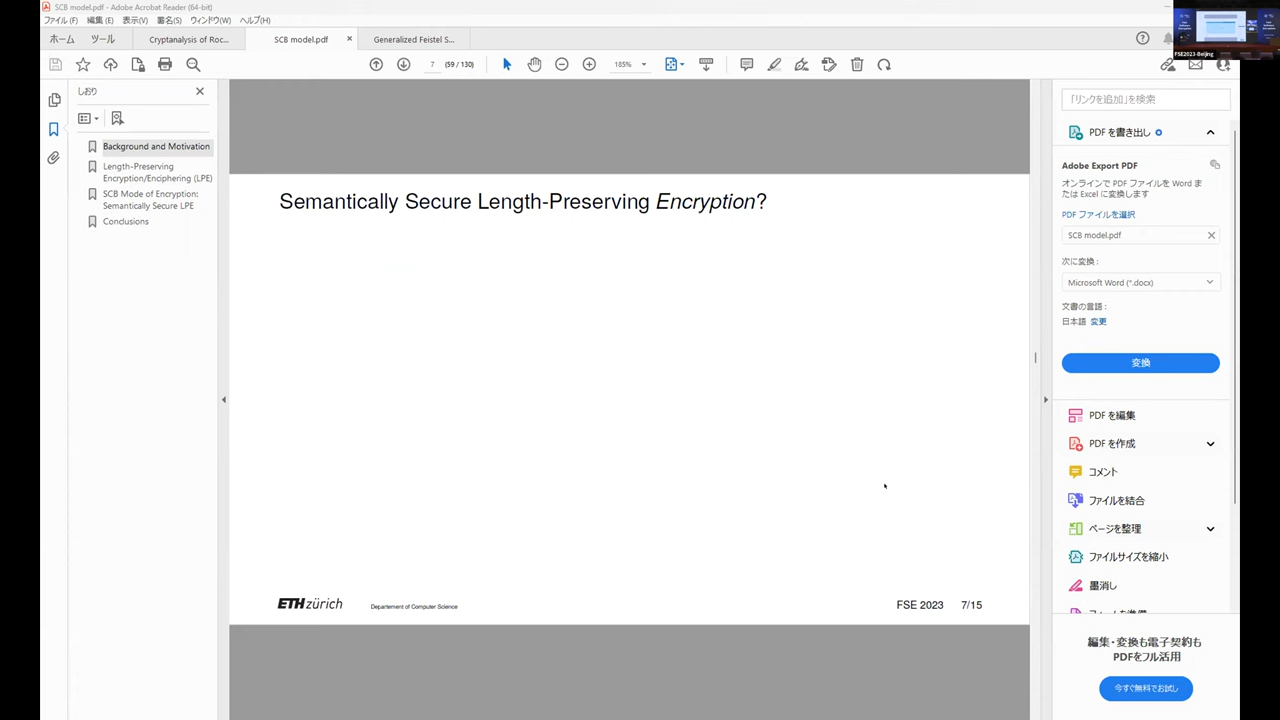 SCB model.pdf - Adobe Acrobat Reader (64-bit)
ファイル(F) 編集(E) 表示(V) 署名(S) ウィンドウ(W) ヘルプ(H)
ホーム ツール Cryptanalysis of Roc... SCB model.pdf Generalized Feistel S...
7 (59 / 130) 185%
しおり
Background and Motivation
Length-Preserving
Encryption/Enciphering (LPE)
SCB Mode of Encryption:
Semantically Secure LPE
Conclusions
Semantically Secure Length-Preserving Encryption?
ETH zürich
Departement of Computer Science
FSE 2023 7/15
FSE2023-Beijing
「リンクを追加」を検索
PDF を書き出し
Adobe Export PDF
オンラインで PDF ファイルを Word ま
たは Excel に変換します
PDF ファイルを選択
SCB model.pdf
次に変換 :
Microsoft Word (*.docx)
文書の言語 :
日本語 変更
変換
PDF を編集
PDF を作成
コメント
ファイルを結合
ページを整理
ファイルサイズを縮小
墨消し
編集・変換も電子契約も
PDFをフル活用
今すぐ無料でお試し